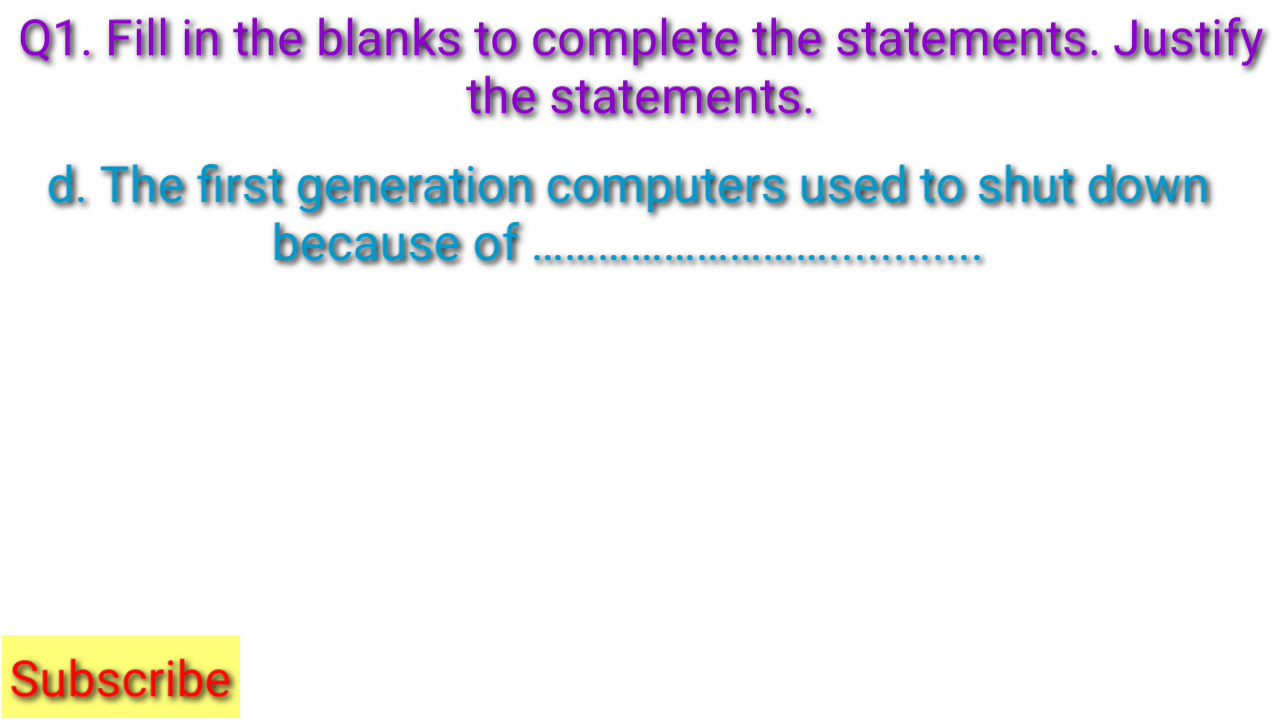 Q1. Fill in the blanks to complete the statements. Justify
the statements.
d. The first generation computers used to shut down
because of ……………………….............
Subscribe